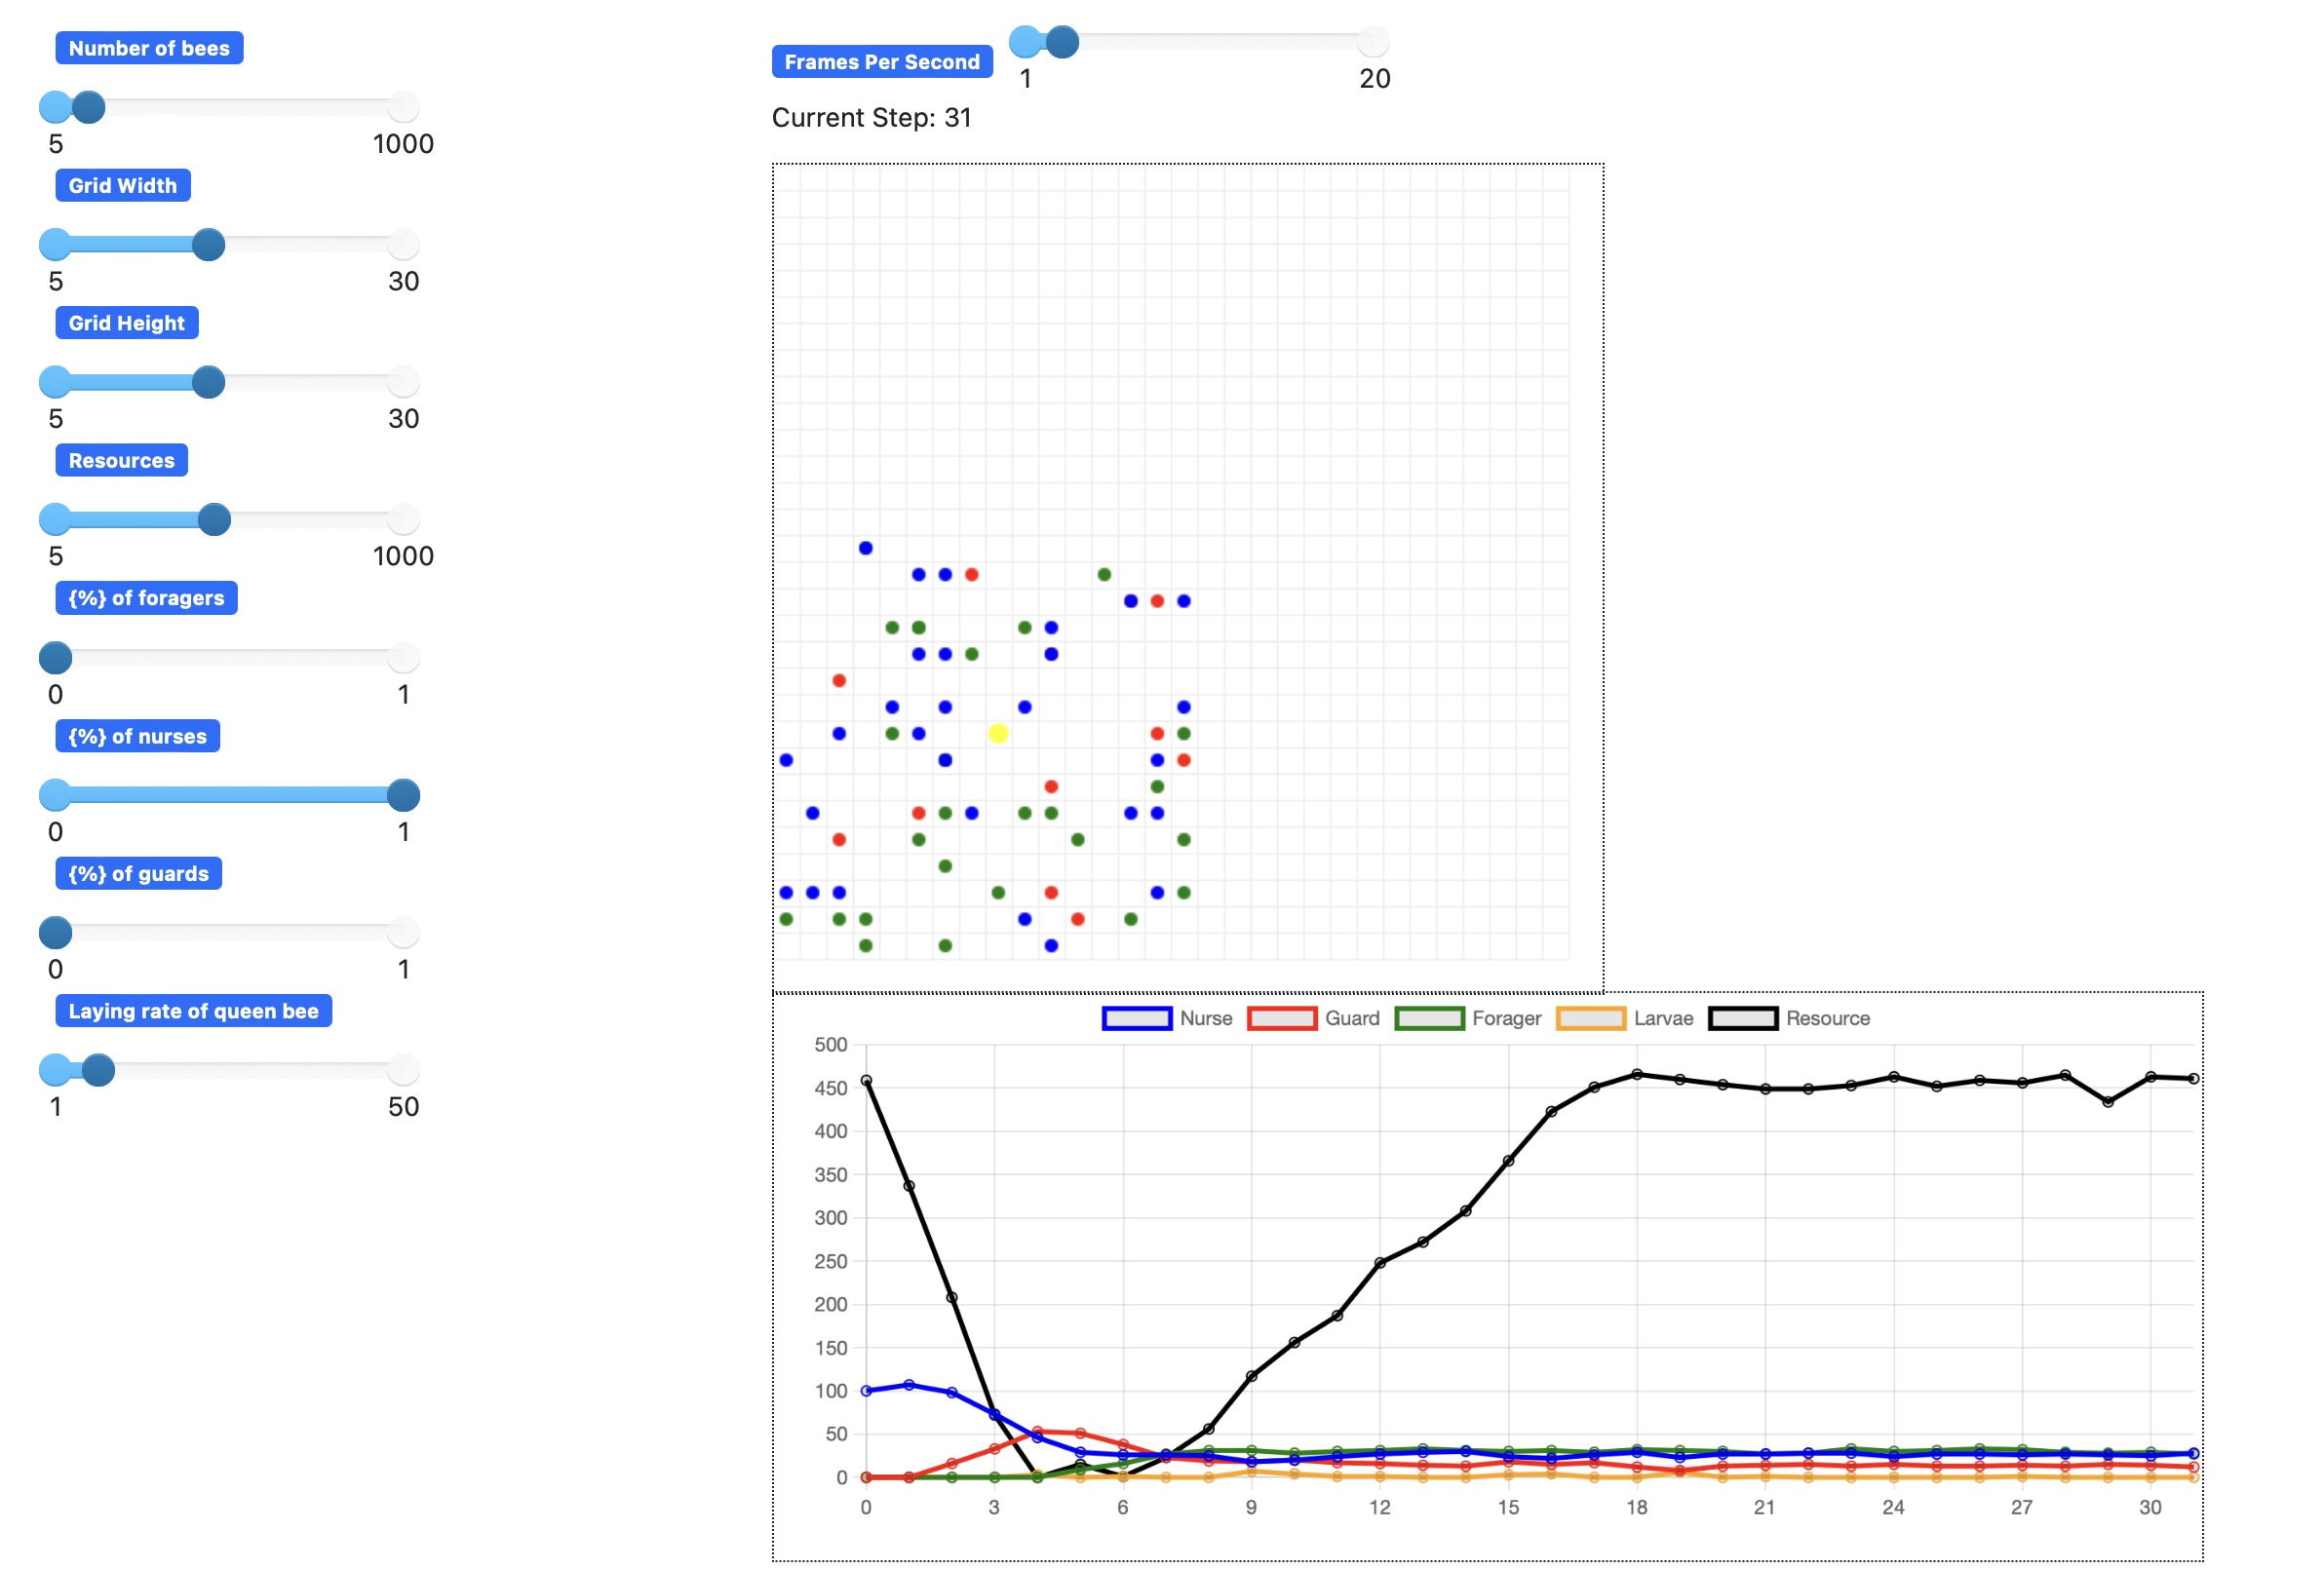 Number of bees
5 1000
Grid Width
5 30
Grid Height
5 30
Resources
5 1000
{%} of foragers
0 1
{%} of nurses
0 1
{%} of guards
0 1
Laying rate of queen bee
1 50
Frames Per Second
1 20
Current Step: 31
Nurse Guard Forager Larvae Resource
500
450
400
350
300
250
200
150
100
50
0
0 3 6 9 12 15 18 21 24 27 30